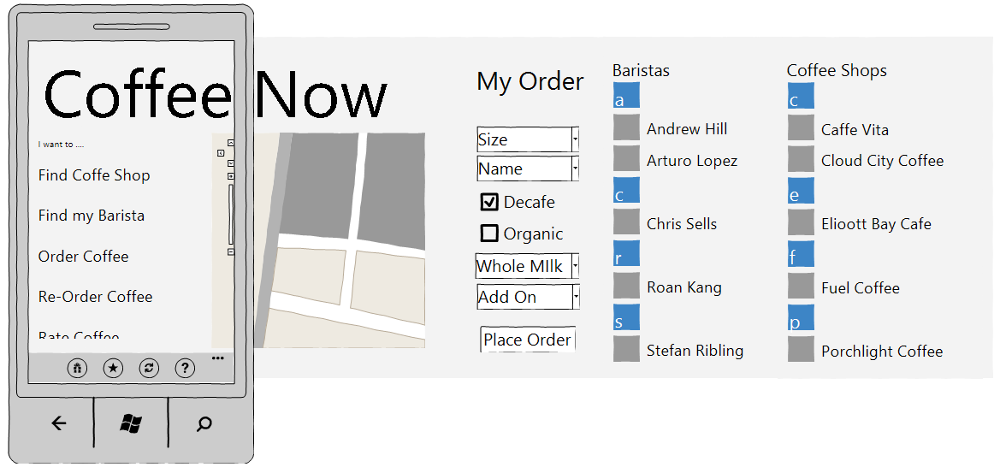 Coffee Now
I want to ....
Find Coffe Shop
Find my Barista
Order Coffee
Re-Order Coffee
Rate Coffee
?
My Order
Size
Name
Decafe
Organic
Whole MIlk
Add On
Place Order
Baristas
a
Andrew Hill
Arturo Lopez
c
Chris Sells
r
Roan Kang
s
Stefan Ribling
Coffee Shops
c
Caffe Vita
Cloud City Coffee
e
Elioott Bay Cafe
f
Fuel Coffee
p
Porchlight Coffee